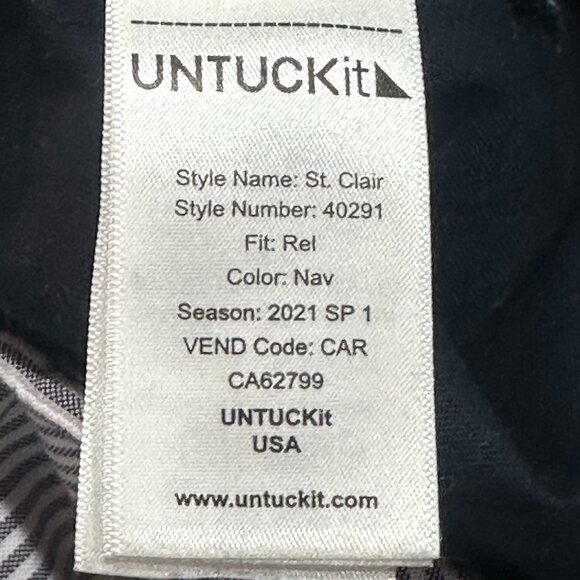 UNTUCKit
Style Name: St. Clair
Style Number: 40291
Fit: Rel
Color: Nav
Season: 2021 SP 1
VEND Code: CAR
CA62799
UNTUCKit
USA
www.untuckit.com